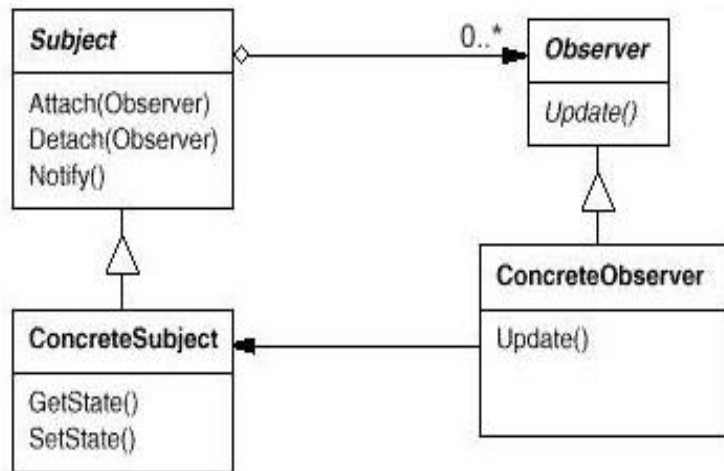 Subject
Attach(Observer)
Detach(Observer)
Notify()
0..*
Observer
Update()
ConcreteSubject
GetState()
SetState()
ConcreteObserver
Update()